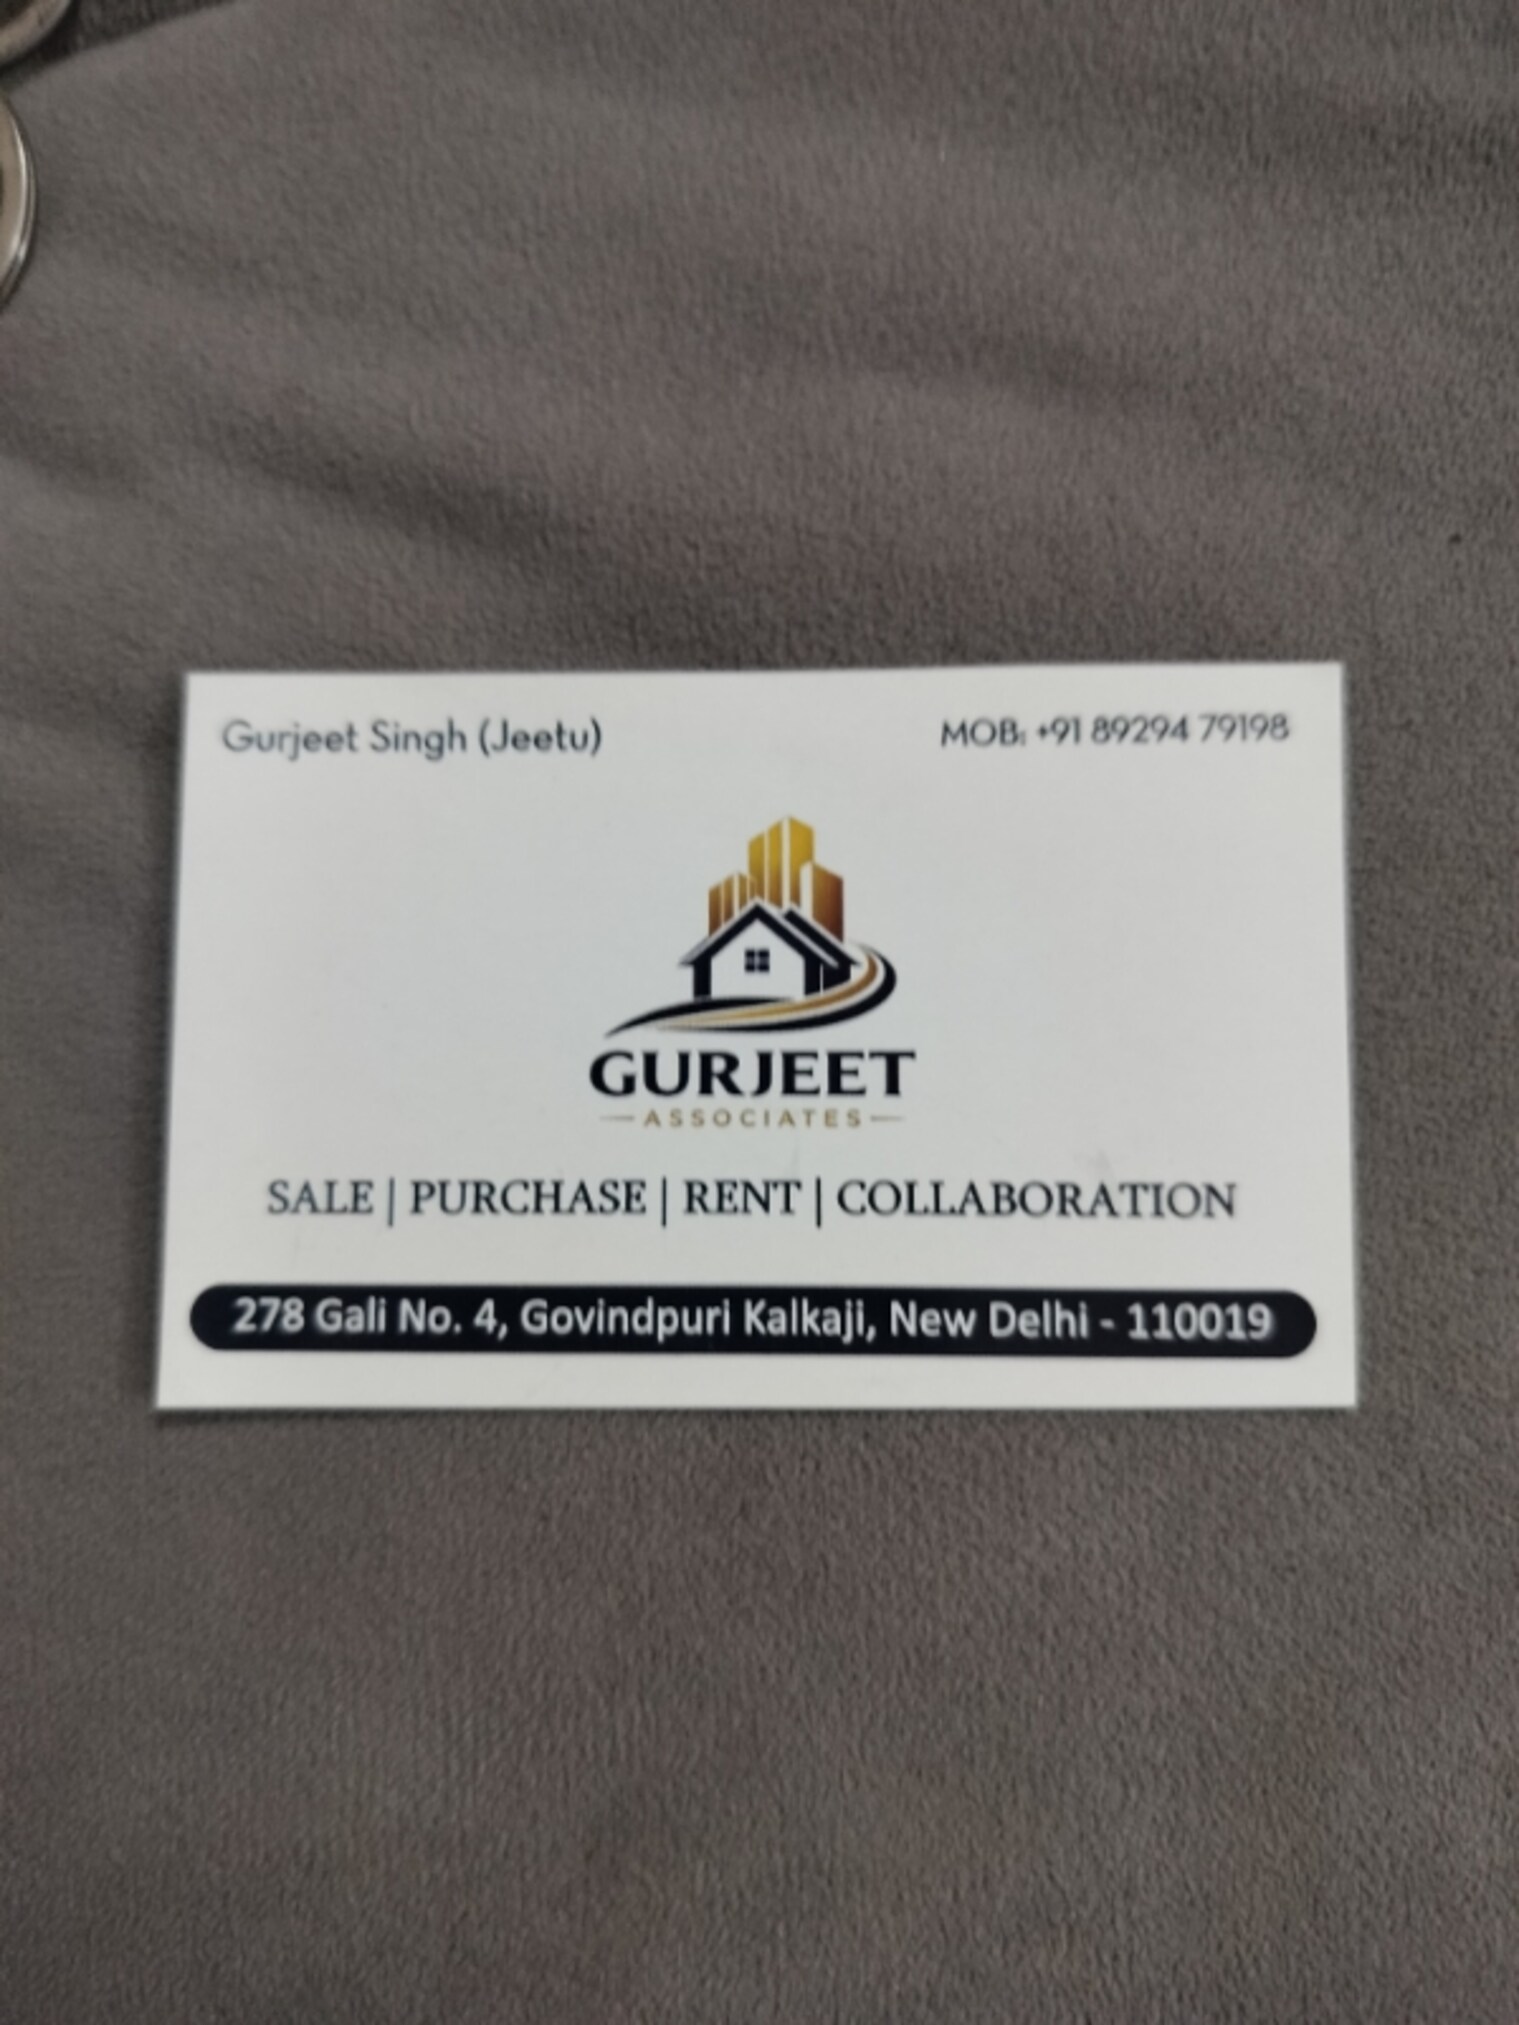 Gurjeet Singh (Jeetu)
MOB: +91 89294 79198
GURJEET
ASSOCIATES
SALE | PURCHASE | RENT | COLLABORATION
278 Gali No. 4, Govindpuri Kalkaji, New Delhi - 110019